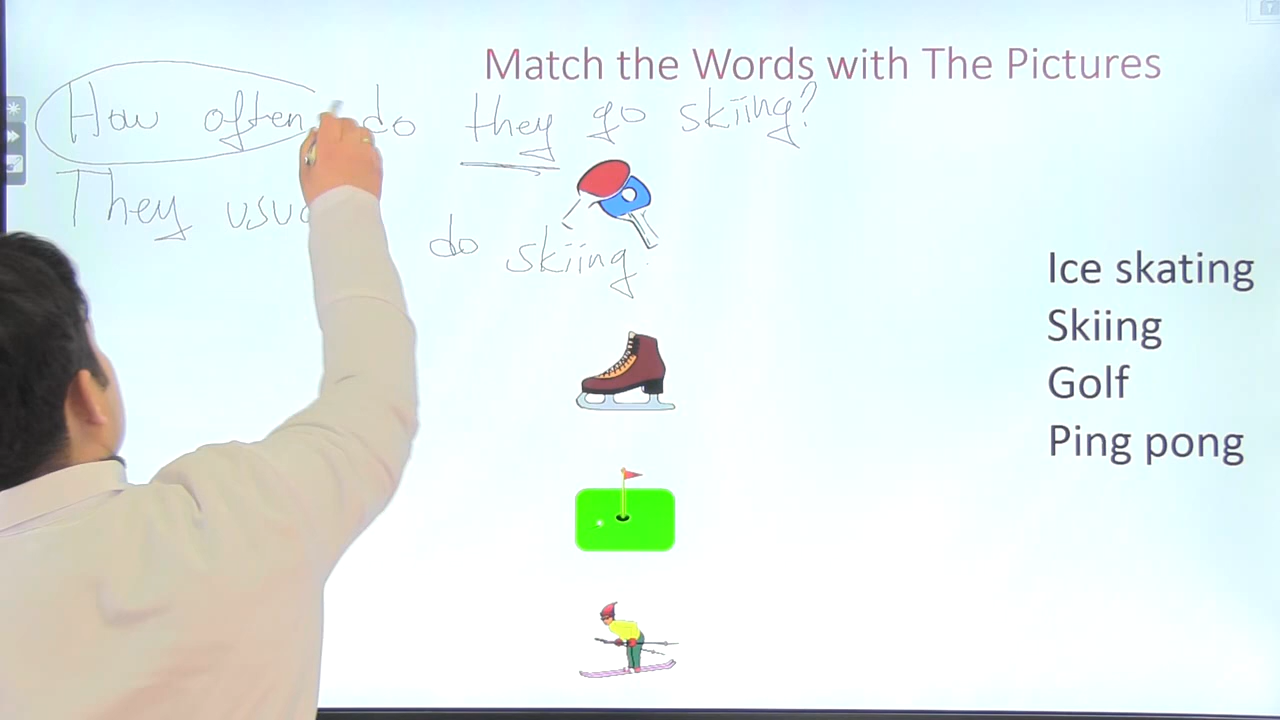 Match the Words with The Pictures
How often do they go skiing?
They
do skiing.
Ice skating
Skiing
Golf
Ping pong